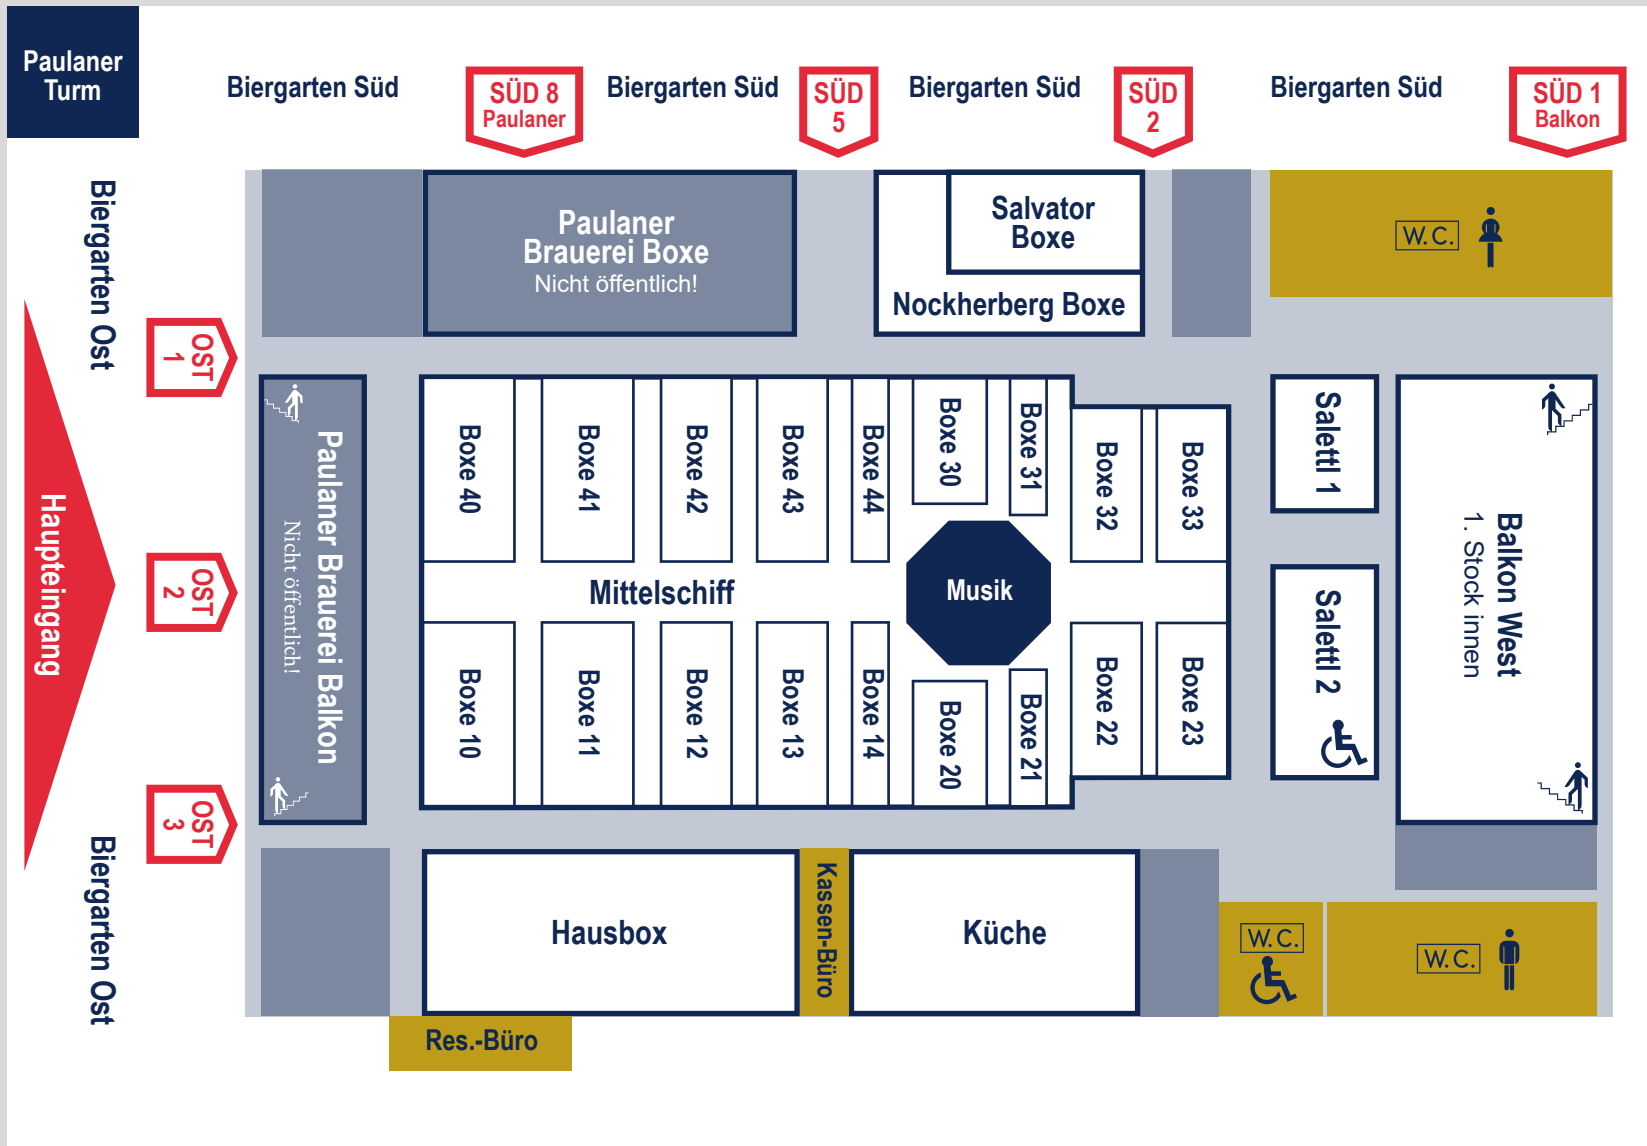 Paulaner
Turm
Biergarten Süd
SÜD 8
Paulaner
Biergarten Süd
SÜD
5
Biergarten Süd
SÜD
2
Biergarten Süd
SÜD 1
Balkon
Biergarten Ost
Paulaner
Brauerei Boxe
Nicht öffentlich!
Salvator
Boxe
Nockherberg Boxe
W.C.
OST
1
Haupteingang
OST
2
OST
3
Biergarten Ost
Paulaner Brauerei Balkon
Nicht öffentlich!
Boxe 40
Boxe 41
Boxe 42
Boxe 43
Boxe 44
Boxe 30
Boxe 31
Boxe 32
Boxe 33
Mittelschiff
Musik
Boxe 10
Boxe 11
Boxe 12
Boxe 13
Boxe 14
Boxe 20
Boxe 21
Boxe 22
Boxe 23
Salettl 1
Salettl 2
Balkon West
1. Stock innen
Hausbox
Kassen-Büro
Küche
W.C.
W.C.
Res.-Büro